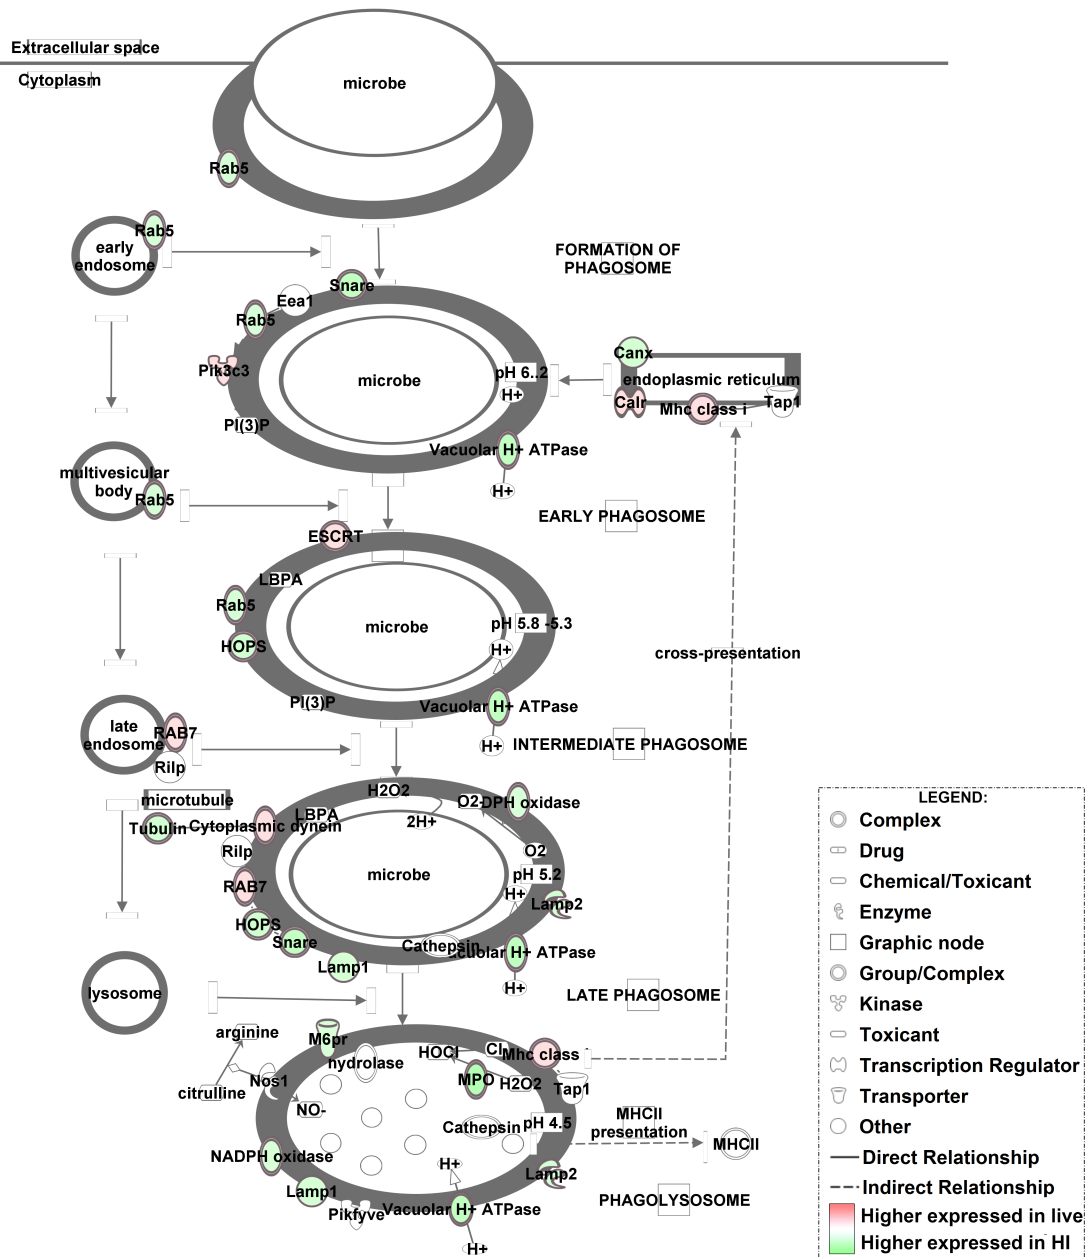 Extracellular space
Cytoplasm
microbe
Rab5
Rab5
early
endosome
FORMATION OF
PHAGOSOME
Snare
Eea1
Rab5
Pik3c3
microbe
pH 6..2
H+
PI(3)P
Vacuolar H+ ATPase
H+
Canx
endoplasmic reticulum
Calr
Mhc class i
Tap1
multivesicular
body
Rab5
EARLY PHAGOSOME
ESCRT
LBPA
Rab5
HOPS
microbe
pH 5.8 -5.3
H+
PI(3)P
Vacuolar H+ ATPase
H+
cross-presentation
late
endosome
RAB7
Rilp
INTERMEDIATE PHAGOSOME
microtubule
Tubulin
Cytoplasmic dynein
LBPA
H2O2
2H+
O2-
DPH oxidase
O2
Rilp
RAB7
microbe
pH 5.2
H+
Lamp2
HOPS
Snare
Lamp1
Cathepsin
cuolar H+ ATPase
H+
lysosome
LATE PHAGOSOME
arginine
citrulline
Nos1
NO-
M6pr
hydrolase
HOCl
Cl
Mhc class i
MPO
H2O2
Tap1
Cathepsin
pH 4.5
MHCII
presentation
MHCII
NADPH oxidase
H+
Lamp2
Lamp1
Pikfyve
Vacuolar H+ ATPase
H+
PHAGOLYSOSOME
LEGEND:
Complex
Drug
Chemical/Toxicant
Enzyme
Graphic node
Group/Complex
Kinase
Toxicant
Transcription Regulator
Transporter
Other
Direct Relationship
Indirect Relationship
Higher expressed in live
Higher expressed in HI